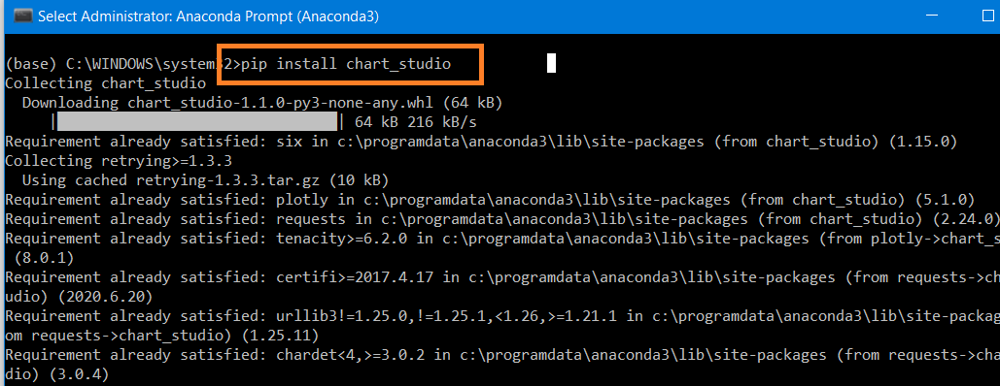 Select Administrator: Anaconda Prompt (Anaconda3)
(base) C:\WINDOWS\system32>pip install chart_studio
Collecting chart_studio
Downloading chart_studio-1.1.0-py3-none-any.whl (64 kB)
| | 64 kB 216 kB/s
Requirement already satisfied: six in c:\programdata\anaconda3\lib\site-packages (from chart_studio) (1.15.0)
Collecting retrying>=1.3.3
Using cached retrying-1.3.3.tar.gz (10 kB)
Requirement already satisfied: plotly in c:\programdata\anaconda3\lib\site-packages (from chart_studio) (5.1.0)
Requirement already satisfied: requests in c:\programdata\anaconda3\lib\site-packages (from chart_studio) (2.24.0)
Requirement already satisfied: tenacity>=6.2.0 in c:\programdata\anaconda3\lib\site-packages (from plotly->chart_s
(8.0.1)
Requirement already satisfied: certifi>=2017.4.17 in c:\programdata\anaconda3\lib\site-packages (from requests->ch
udio) (2020.6.20)
Requirement already satisfied: urllib3!=1.25.0,!=1.25.1,<1.26,>=1.21.1 in c:\programdata\anaconda3\lib\site-packag
om requests->chart_studio) (1.25.11)
Requirement already satisfied: chardet<4,>=3.0.2 in c:\programdata\anaconda3\lib\site-packages (from requests->cha
dio) (3.0.4)